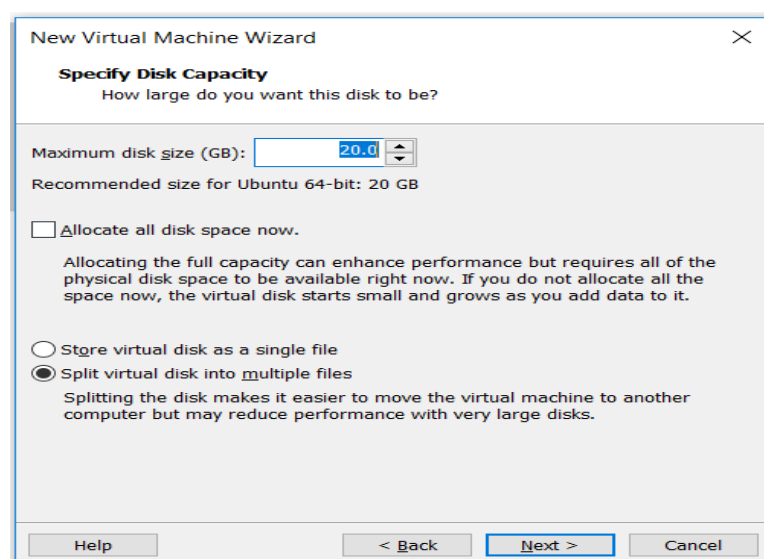 New Virtual Machine Wizard
Specify Disk Capacity
How large do you want this disk to be?
Maximum disk size (GB): 20.0
Recommended size for Ubuntu 64-bit: 20 GB
Allocate all disk space now.
Allocating the full capacity can enhance performance but requires all of the
physical disk space to be available right now. If you do not allocate all the
space now, the virtual disk starts small and grows as you add data to it.
Store virtual disk as a single file
Split virtual disk into multiple files
Splitting the disk makes it easier to move the virtual machine to another
computer but may reduce performance with very large disks.
Help < Back Next > Cancel